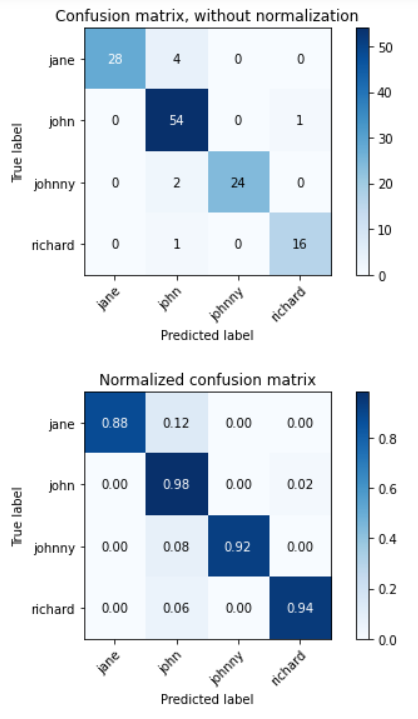 Confusion matrix, without normalization
jane 28 4 0 0
john 0 54 0 1
johnny 0 2 24 0
richard 0 1 0 16
True label
jane john johnny richard
Predicted label
50
40
30
20
10
0
Normalized confusion matrix
jane 0.88 0.12 0.00 0.00
john 0.00 0.98 0.00 0.02
johnny 0.00 0.08 0.92 0.00
richard 0.00 0.06 0.00 0.94
True label
jane john johnny richard
Predicted label
0.8
0.6
0.4
0.2
0.0